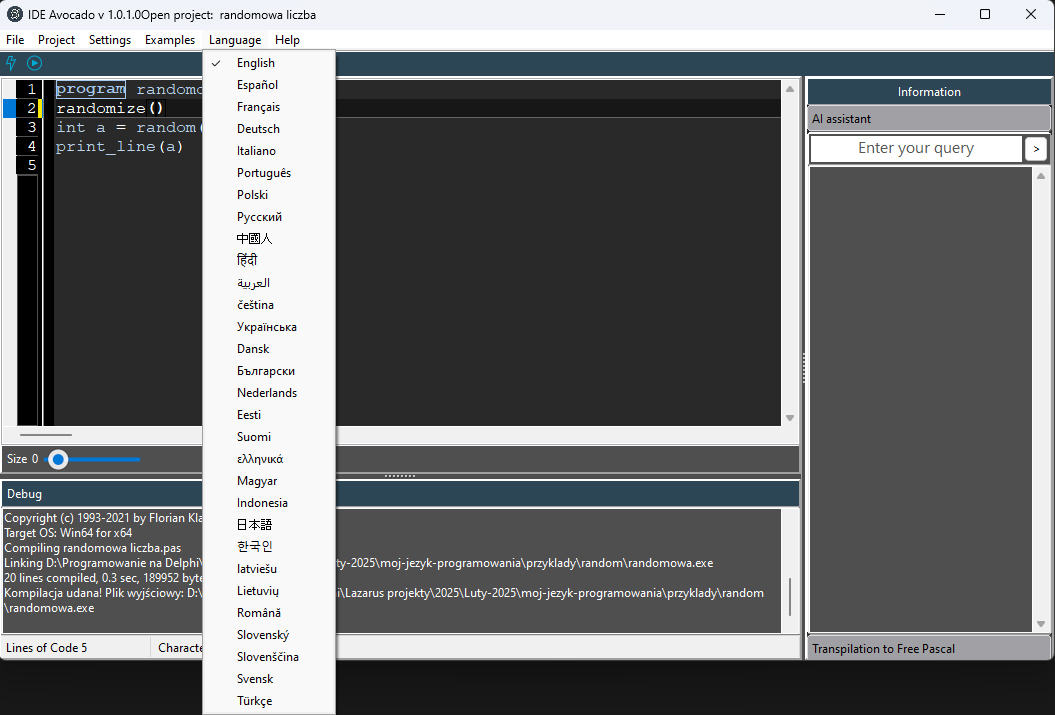 IDE Avocado v 1.0.1.0Open project: randomowa liczba
File Project Settings Examples Language Help
1 program randomo
2 randomize()
3 int a = random(
4 print_line(a)
5
Size 0
Debug
Copyright (c) 1993-2021 by Florian Kla
Target OS: Win64 for x64
Compiling randomowa liczba.pas
Linking D:\Programowanie na Delphi\ ty-2025\moj-jezyk-programowania\przyklady\random\randomowa.exe
20 lines compiled, 0.3 sec, 189952 byte
Kompilacja udana! Plik wyjściowy: D:\ i\Lazarus projekty\2025\Luty-2025\moj-jezyk-programowania\przyklady\random
\randomowa.exe
Lines of Code 5 Characte
English
Español
Français
Deutsch
Italiano
Português
Polski
Русский
中國人
हिंदी
العربية
čeština
Українська
Dansk
Български
Nederlands
Eesti
Suomi
ελληνικά
Magyar
Indonesia
日本語
한국인
latviešu
Lietuvių
Română
Slovenský
Slovenščina
Svensk
Türkçe
Information
AI assistant
Enter your query >
Transpilation to Free Pascal